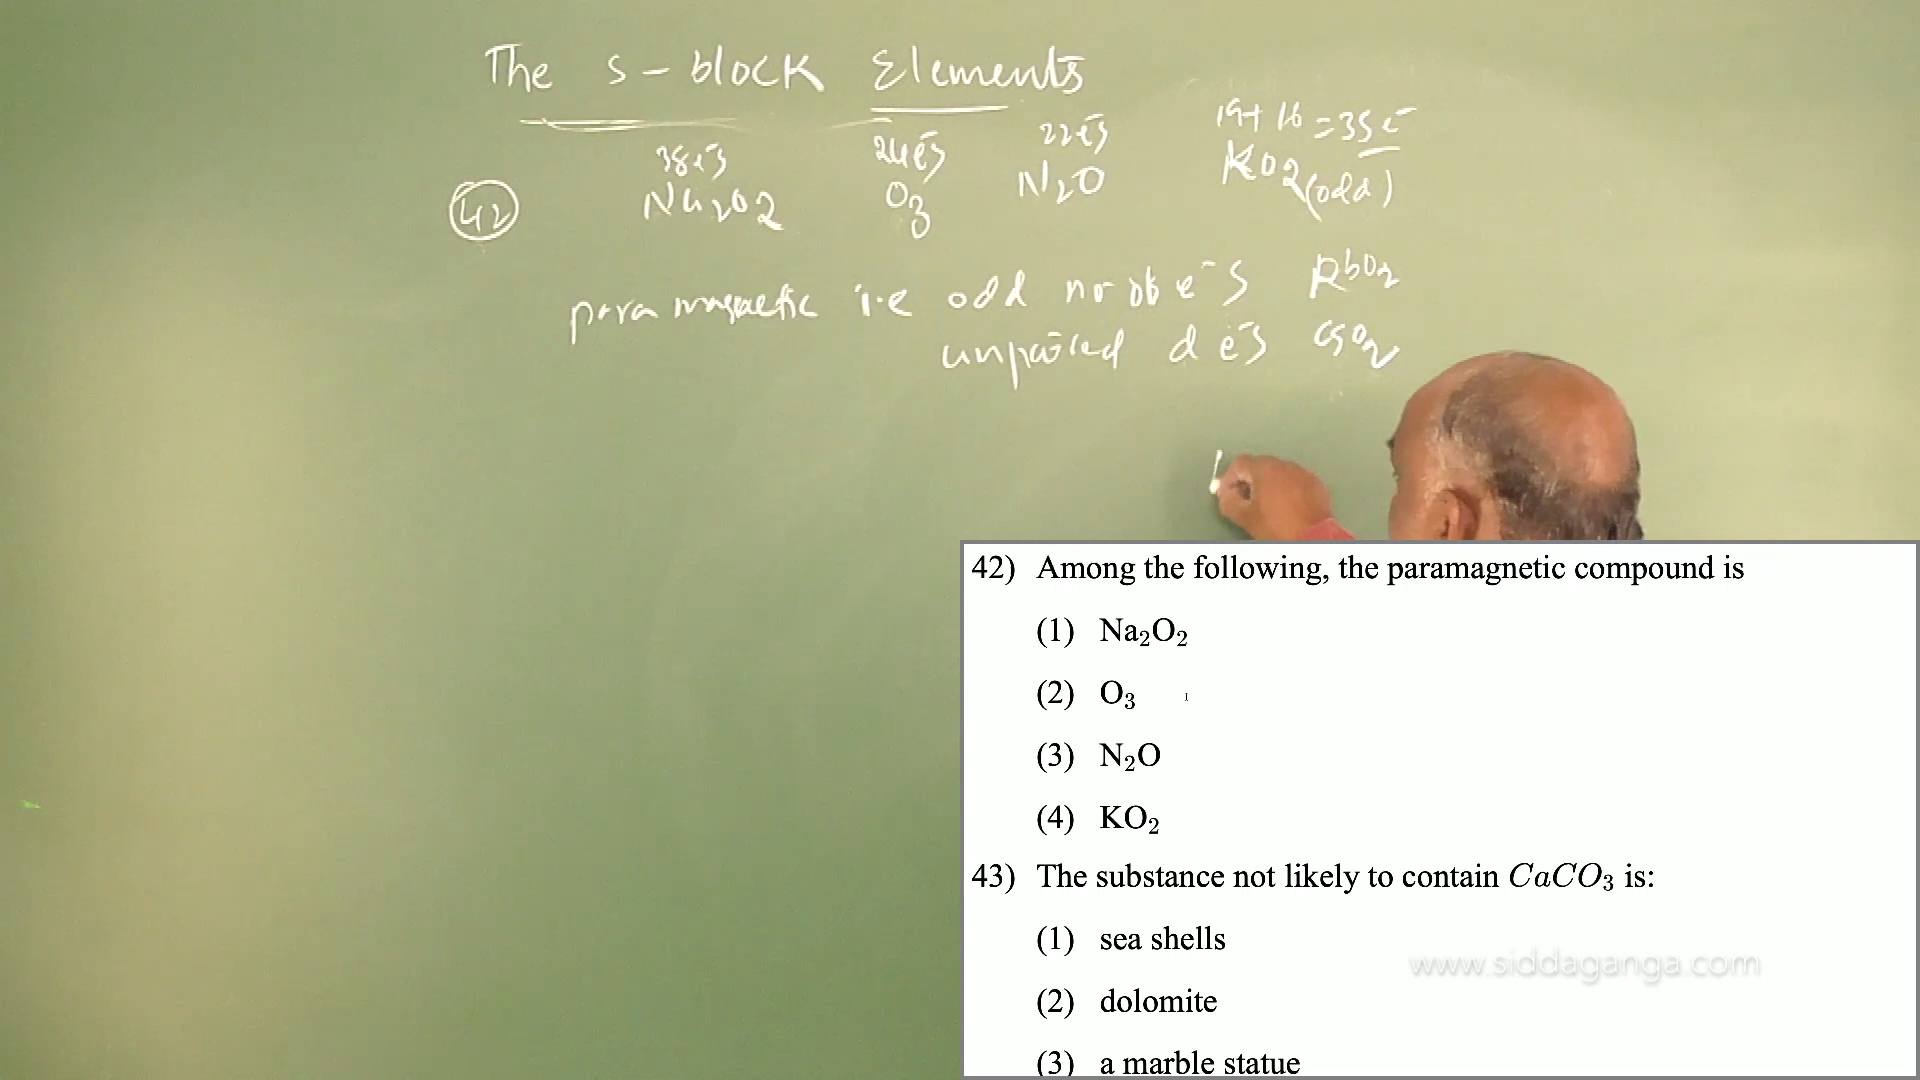 The s-block Elements
38e⁻s 24e⁻s 22e⁻s 19+16=35e⁻
42 Na₂O₂ O₃ N₂O KO₂ (odd)
paramagnetic i.e odd no of e⁻s RbO₂
unpaired d e⁻s CsO₂
42) Among the following, the paramagnetic compound is
(1) Na₂O₂
(2) O₃
(3) N₂O
(4) KO₂
43) The substance not likely to contain CaCO₃ is:
(1) sea shells
www.siddaganga.com
(2) dolomite
(3) a marble statue